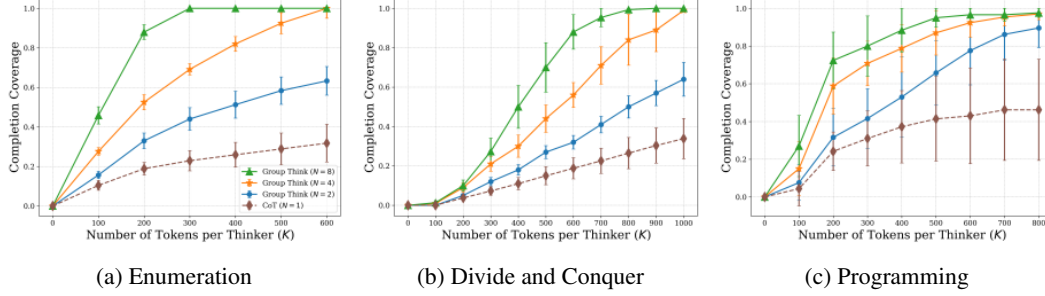 Completion Coverage
1.0
0.8
0.6
0.4
0.2
0.0
Group Think (N = 8)
Group Think (N = 4)
Group Think (N = 2)
CoT (N = 1)
0 100 200 300 400 500 600
Number of Tokens per Thinker (K)
(a) Enumeration
Completion Coverage
1.0
0.8
0.6
0.4
0.2
0.0
0 100 200 300 400 500 600 700 800 900 1000
Number of Tokens per Thinker (K)
(b) Divide and Conquer
Completion Coverage
1.0
0.8
0.6
0.4
0.2
0.0
0 100 200 300 400 500 600 700 800
Number of Tokens per Thinker (K)
(c) Programming